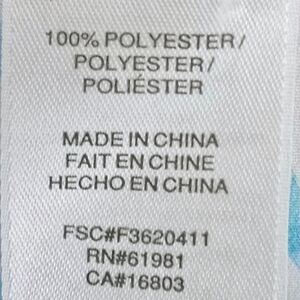 100% POLYESTER /
POLYESTER /
POLIÉSTER
MADE IN CHINA
FAIT EN CHINE
HECHO EN CHINA
FSC#F3620411
RN#61981
CA#16803